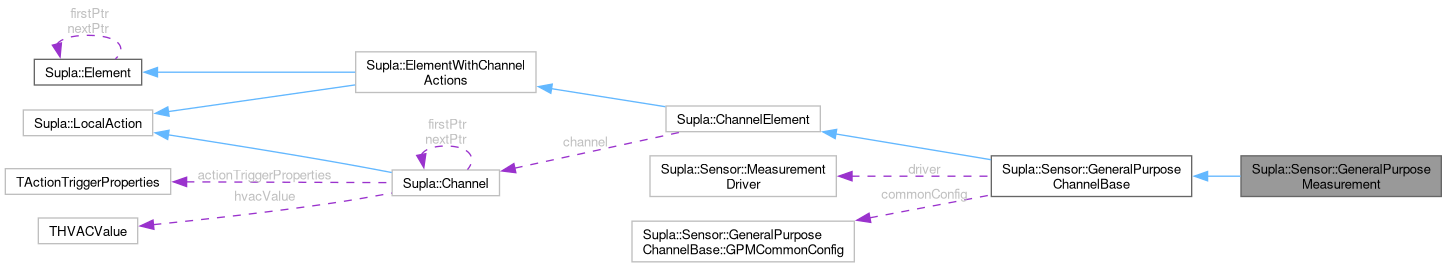 firstPtr
nextPtr
Supla::Element
Supla::ElementWithChannel
Actions
Supla::LocalAction
Supla::ChannelElement
firstPtr
nextPtr
channel
Supla::Sensor::Measurement
Driver
driver
Supla::Sensor::GeneralPurpose
ChannelBase
Supla::Sensor::GeneralPurpose
Measurement
TActionTriggerProperties
actionTriggerProperties
Supla::Channel
hvacValue
commonConfig
THVACValue
Supla::Sensor::GeneralPurpose
ChannelBase::GPMCommonConfig